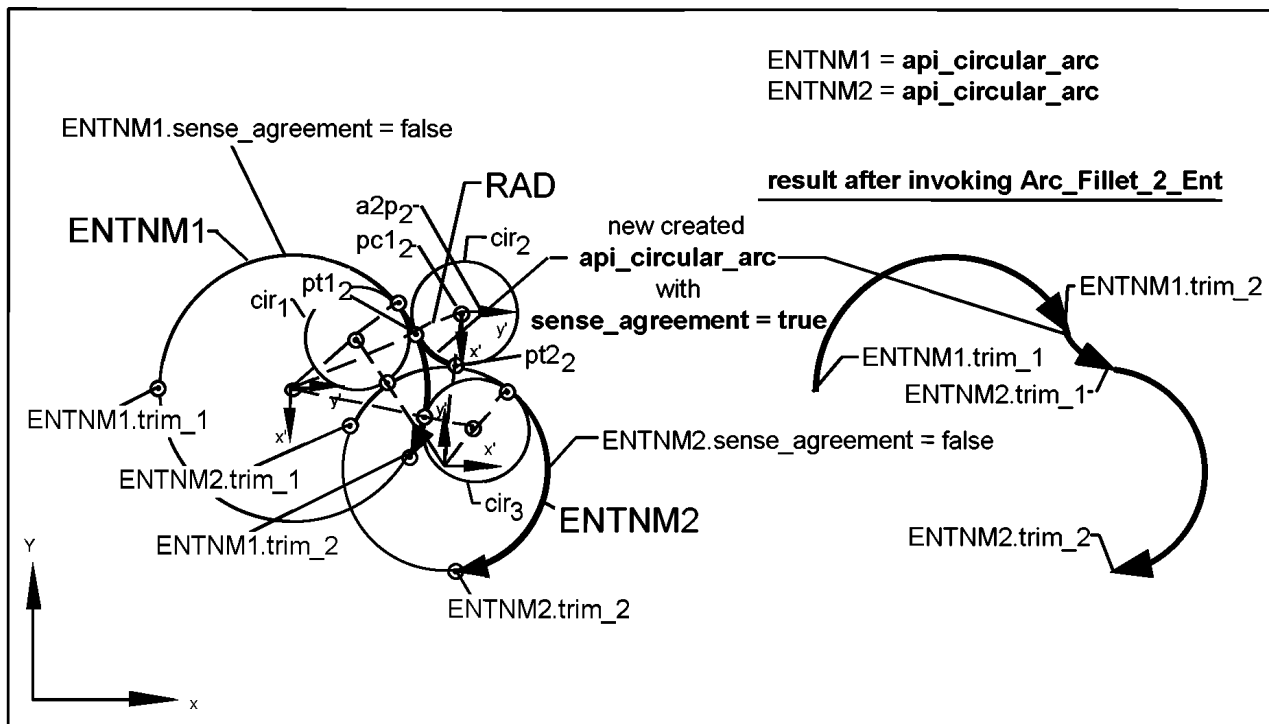 ENTNM1 = api_circular_arc
ENTNM2 = api_circular_arc
ENTNM1.sense_agreement = false
result after invoking Arc_Fillet_2_Ent
RAD
a2p2
ENTNM1
new created
pc12
cir2
api_circular_arc
ENTNM1.trim_2
pt12
cir1
with
sense_agreement = true
y'
x'
pt22
ENTNM1.trim_1
ENTNM2.trim_1
ENTNM1.trim_1
y'
y'
x'
x'
ENTNM2.sense_agreement = false
ENTNM2.trim_1
cir3
ENTNM2
ENTNM1.trim_2
ENTNM2.trim_2
Y
ENTNM2.trim_2
x